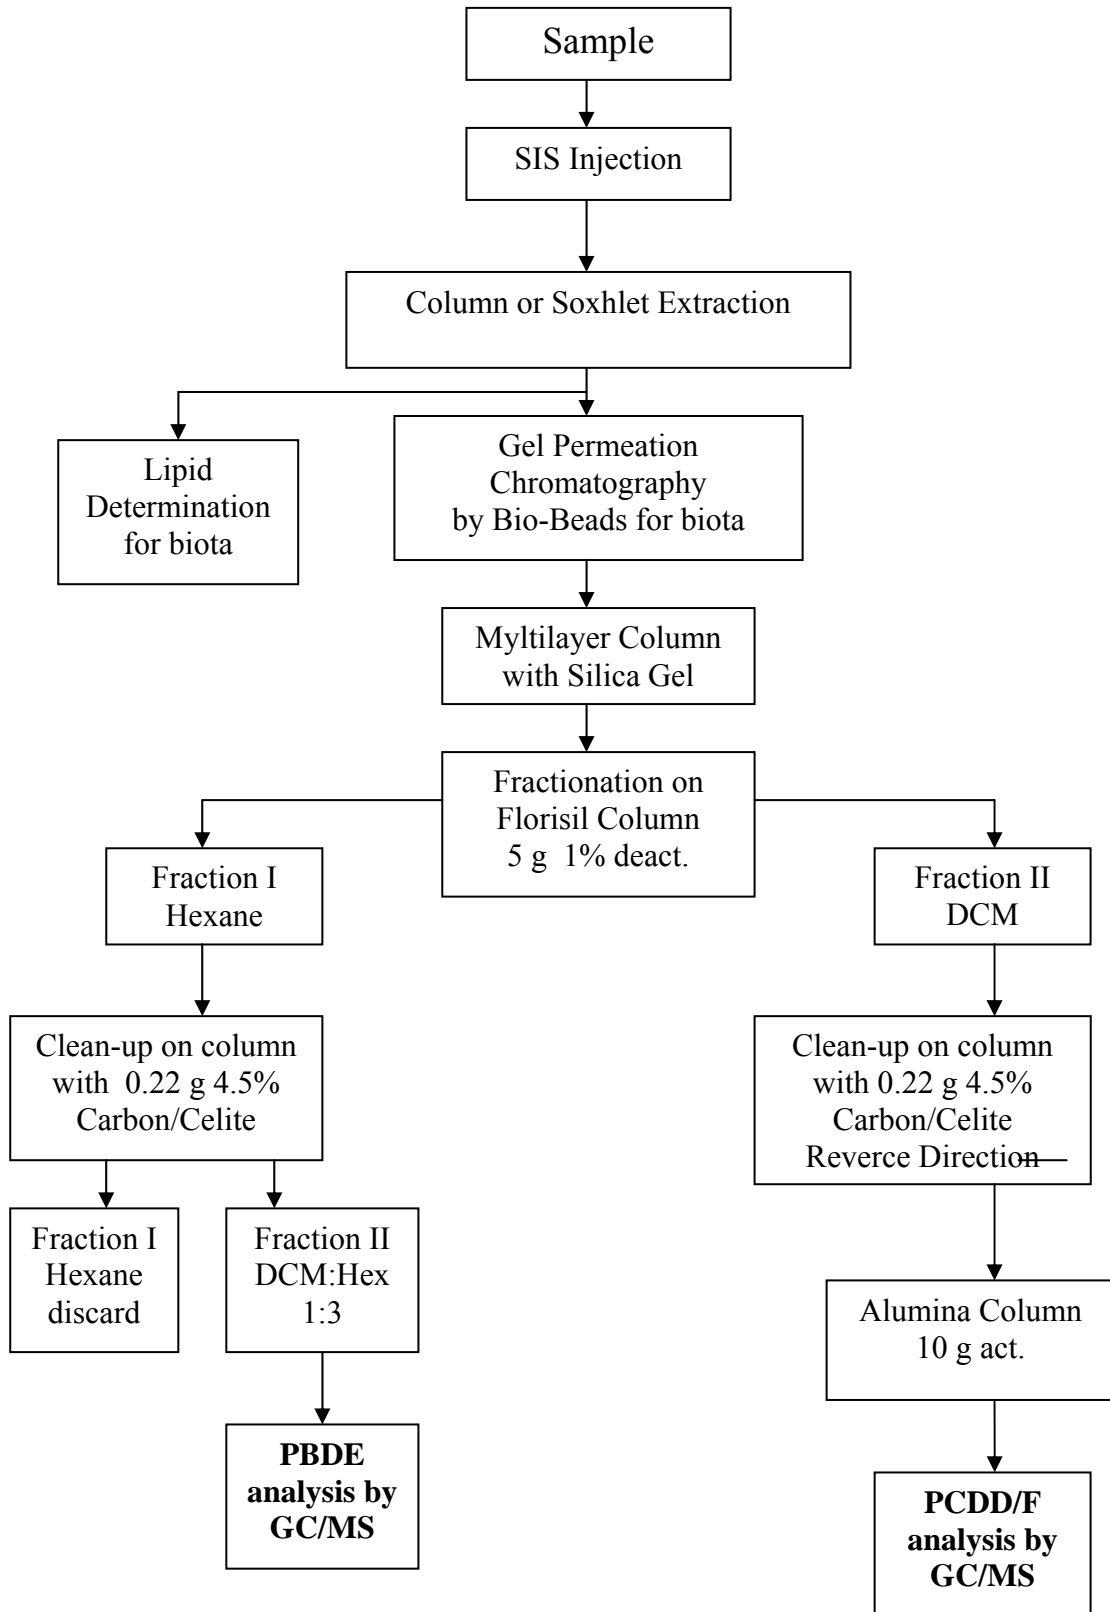 Sample
SIS Injection
Column or Soxhlet Extraction
Lipid
Determination
for biota
Gel Permeation
Chromatography
by Bio-Beads for biota
Myltilayer Column
with Silica Gel
Fractionation on
Florisil Column
5 g 1% deact.
Fraction I
Hexane
Fraction II
DCM
Clean-up on column
with 0.22 g 4.5%
Carbon/Celite
Clean-up on column
with 0.22 g 4.5%
Carbon/Celite
Reverce Direction
Fraction I
Hexane
discard
Fraction II
DCM:Hex
1:3
Alumina Column
10 g act.
PBDE
analysis by
GC/MS
PCDD/F
analysis by
GC/MS